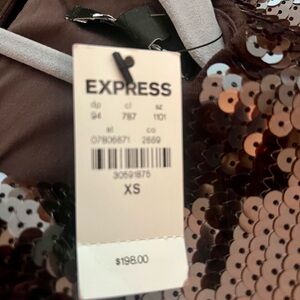 EXPRESS
dp cl sz
94 787 1101
st co
07806671 2669
30591875
XS
$198.00